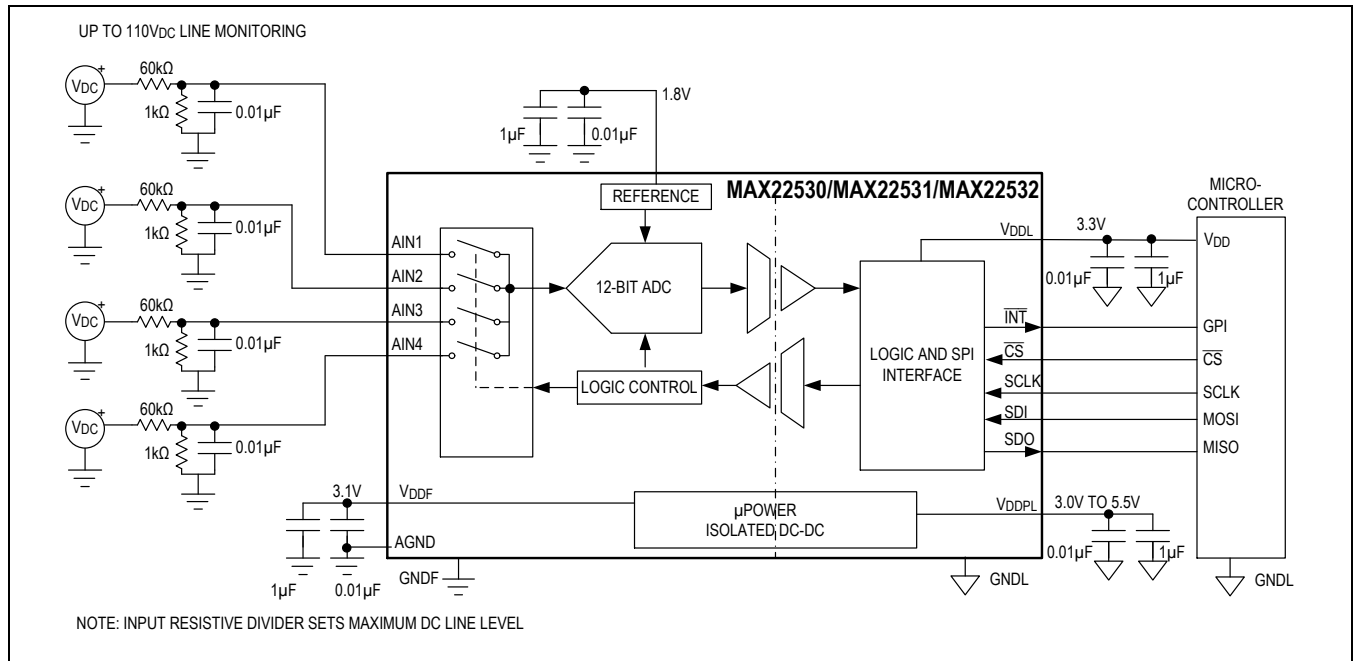 UP TO 110VDC LINE MONITORING
VDC
+
60kΩ
1kΩ
0.01µF
VDC
+
60kΩ
1kΩ
0.01µF
VDC
+
60kΩ
1kΩ
0.01µF
VDC
+
60kΩ
1kΩ
0.01µF
1.8V
1µF
0.01µF
MAX22530/MAX22531/MAX22532
REFERENCE
AIN1
AIN2
AIN3
AIN4
12-BIT ADC
LOGIC CONTROL
LOGIC AND SPI
INTERFACE
VDDL
3.3V
0.01µF
1µF
MICRO-
CONTROLLER
VDD
INT
GPI
CS
CS
SCLK
SCLK
SDI
MOSI
SDO
MISO
3.1V
VDDF
AGND
1µF
0.01µF
GNDF
µPOWER
ISOLATED DC-DC
VDDPL
3.0V TO 5.5V
0.01µF
1µF
GNDL
GNDL
NOTE: INPUT RESISTIVE DIVIDER SETS MAXIMUM DC LINE LEVEL